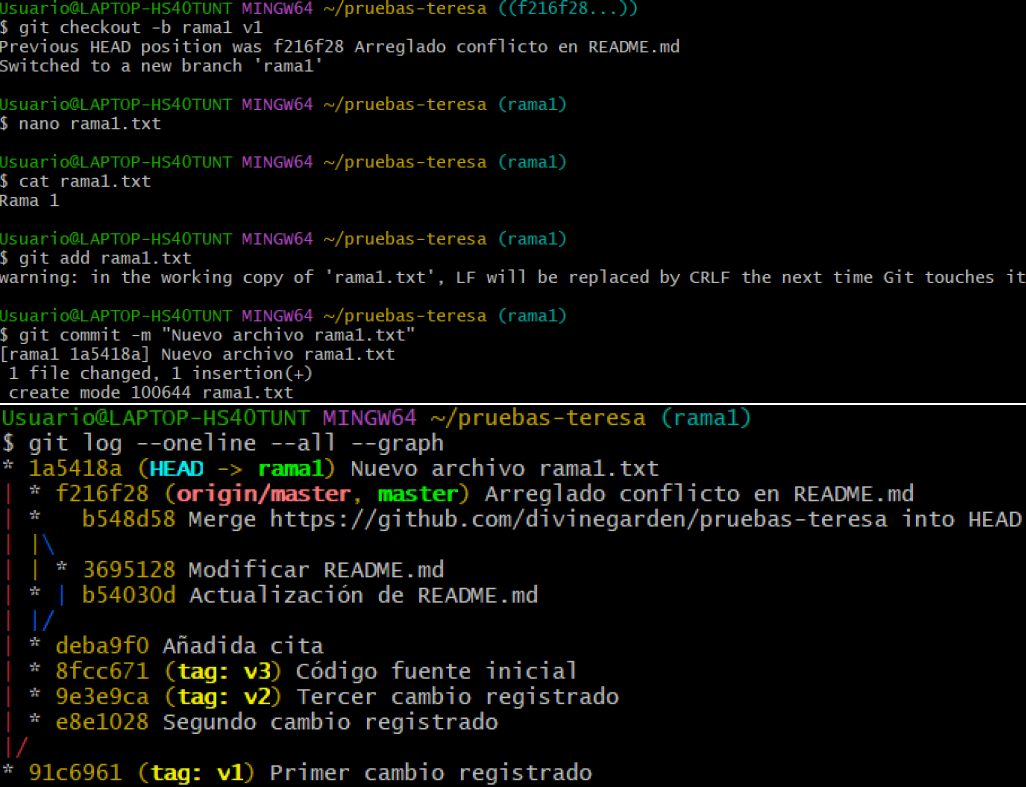 Usuario@LAPTOP-HS40TUNT MINGW64 ~/pruebas-teresa ((f216f28...))
$ git checkout -b rama1 v1
Previous HEAD position was f216f28 Arreglado conflicto en README.md
Switched to a new branch 'rama1'
Usuario@LAPTOP-HS40TUNT MINGW64 ~/pruebas-teresa (rama1)
$ nano rama1.txt
Usuario@LAPTOP-HS40TUNT MINGW64 ~/pruebas-teresa (rama1)
$ cat rama1.txt
Rama 1
Usuario@LAPTOP-HS40TUNT MINGW64 ~/pruebas-teresa (rama1)
$ git add rama1.txt
warning: in the working copy of 'rama1.txt', LF will be replaced by CRLF the next time Git touches it
Usuario@LAPTOP-HS40TUNT MINGW64 ~/pruebas-teresa (rama1)
$ git commit -m "Nuevo archivo rama1.txt"
[rama1 1a5418a] Nuevo archivo rama1.txt
 1 file changed, 1 insertion(+)
 create mode 100644 rama1.txt
Usuario@LAPTOP-HS40TUNT MINGW64 ~/pruebas-teresa (rama1)
$ git log --oneline --all --graph
* 1a5418a (HEAD -> rama1) Nuevo archivo rama1.txt
| * f216f28 (origin/master, master) Arreglado conflicto en README.md
| *   b548d58 Merge https://github.com/divinegarden/pruebas-teresa into HEAD
| |\
| | * 3695128 Modificar README.md
| * | b54030d Actualización de README.md
| |/
| * deba9f0 Añadida cita
| * 8fcc671 (tag: v3) Código fuente inicial
| * 9e3e9ca (tag: v2) Tercer cambio registrado
| * e8e1028 Segundo cambio registrado
|/
* 91c6961 (tag: v1) Primer cambio registrado